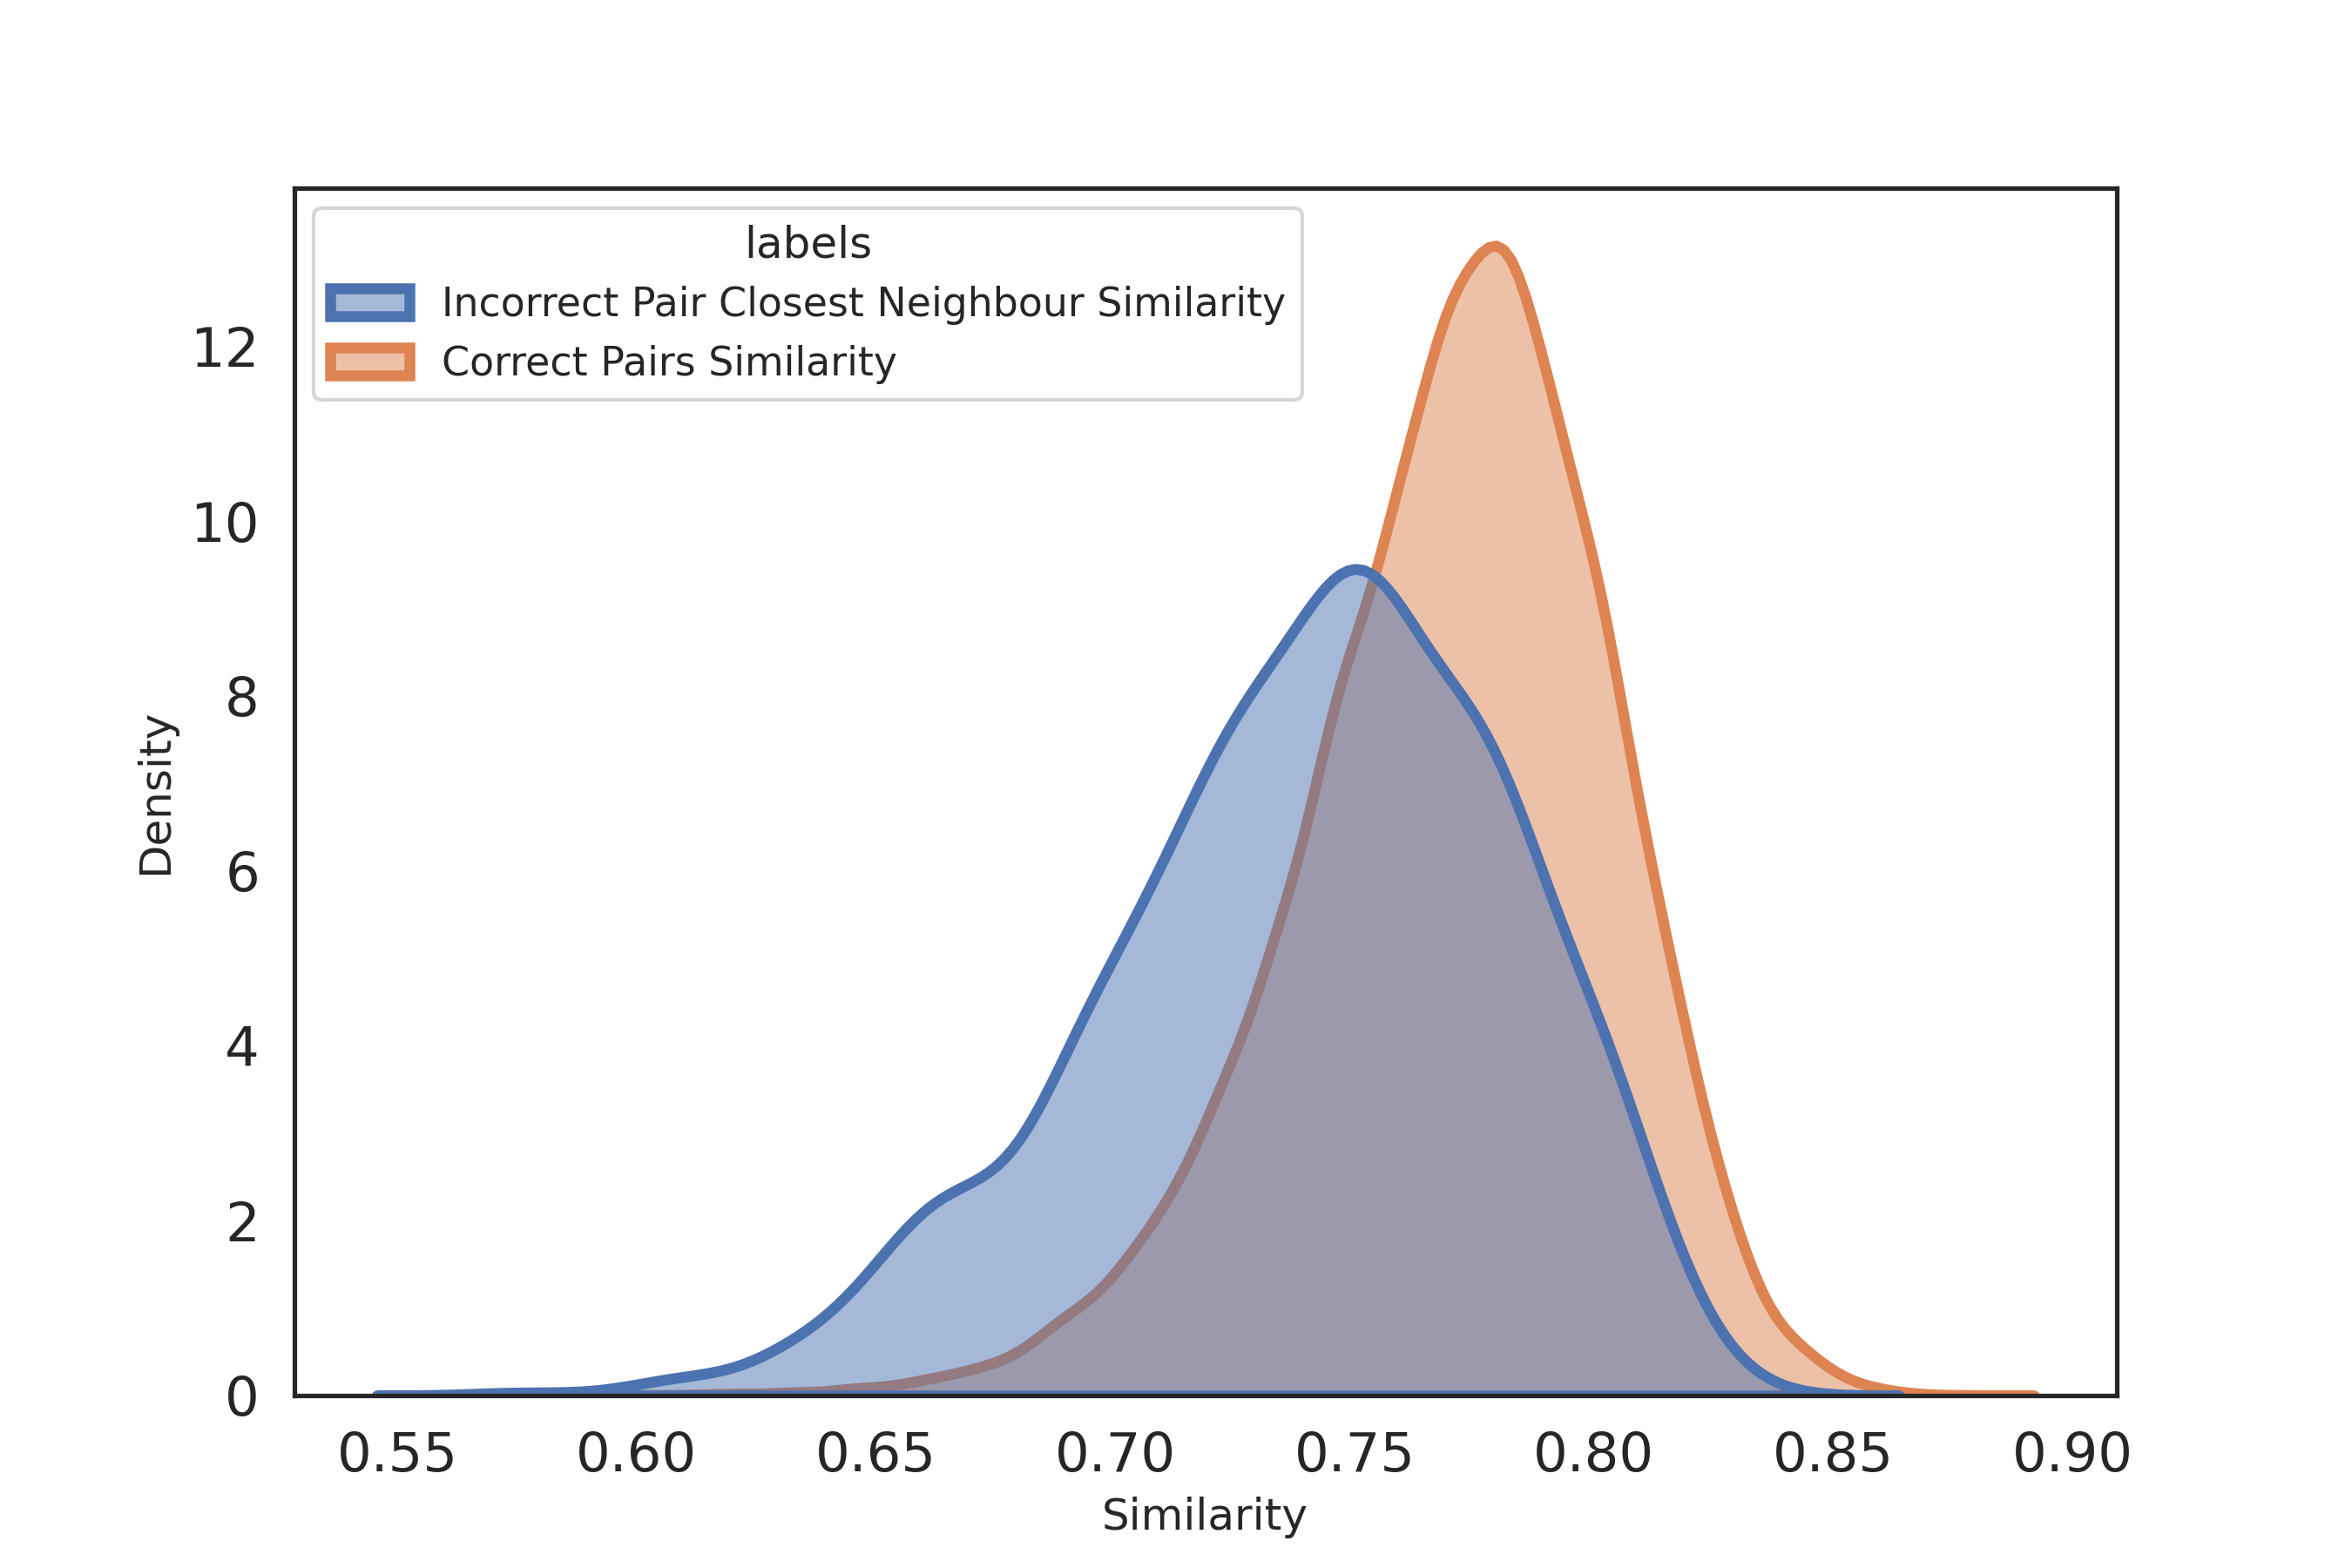 labels
Incorrect Pair Closest Neighbour Similarity
Correct Pairs Similarity
12
10
8
6
4
2
0
Density
0.55 0.60 0.65 0.70 0.75 0.80 0.85 0.90
Similarity